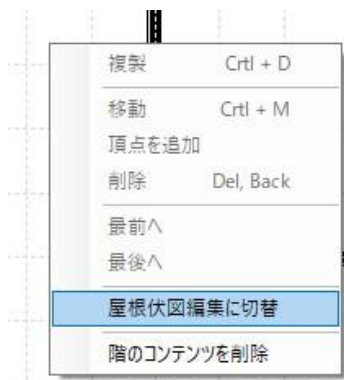 複製 Crtl + D
移動 Crtl + M
頂点を追加
削除 Del, Back
最前へ
最後へ
屋根伏図編集に切替
階のコンテンツを削除